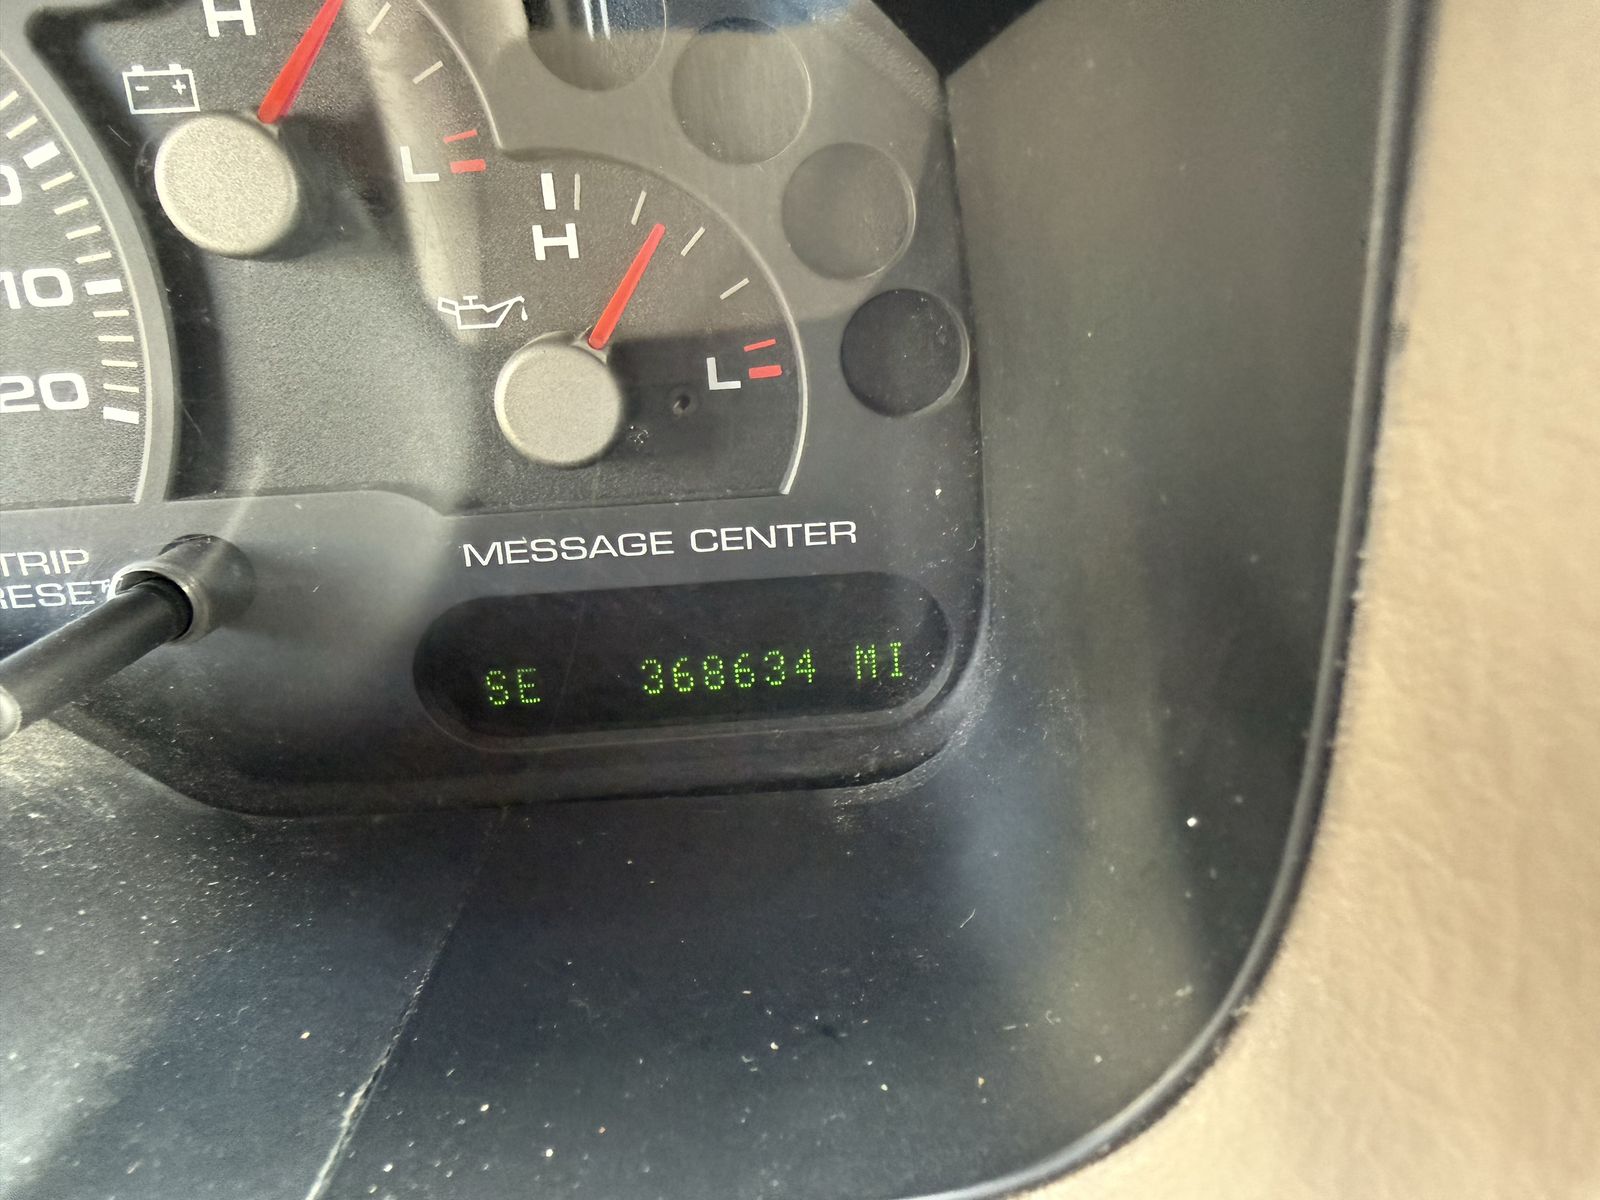 H
- +
L
H
L
10
20
MESSAGE CENTER
TRIP
RESET
SE 368634 MI